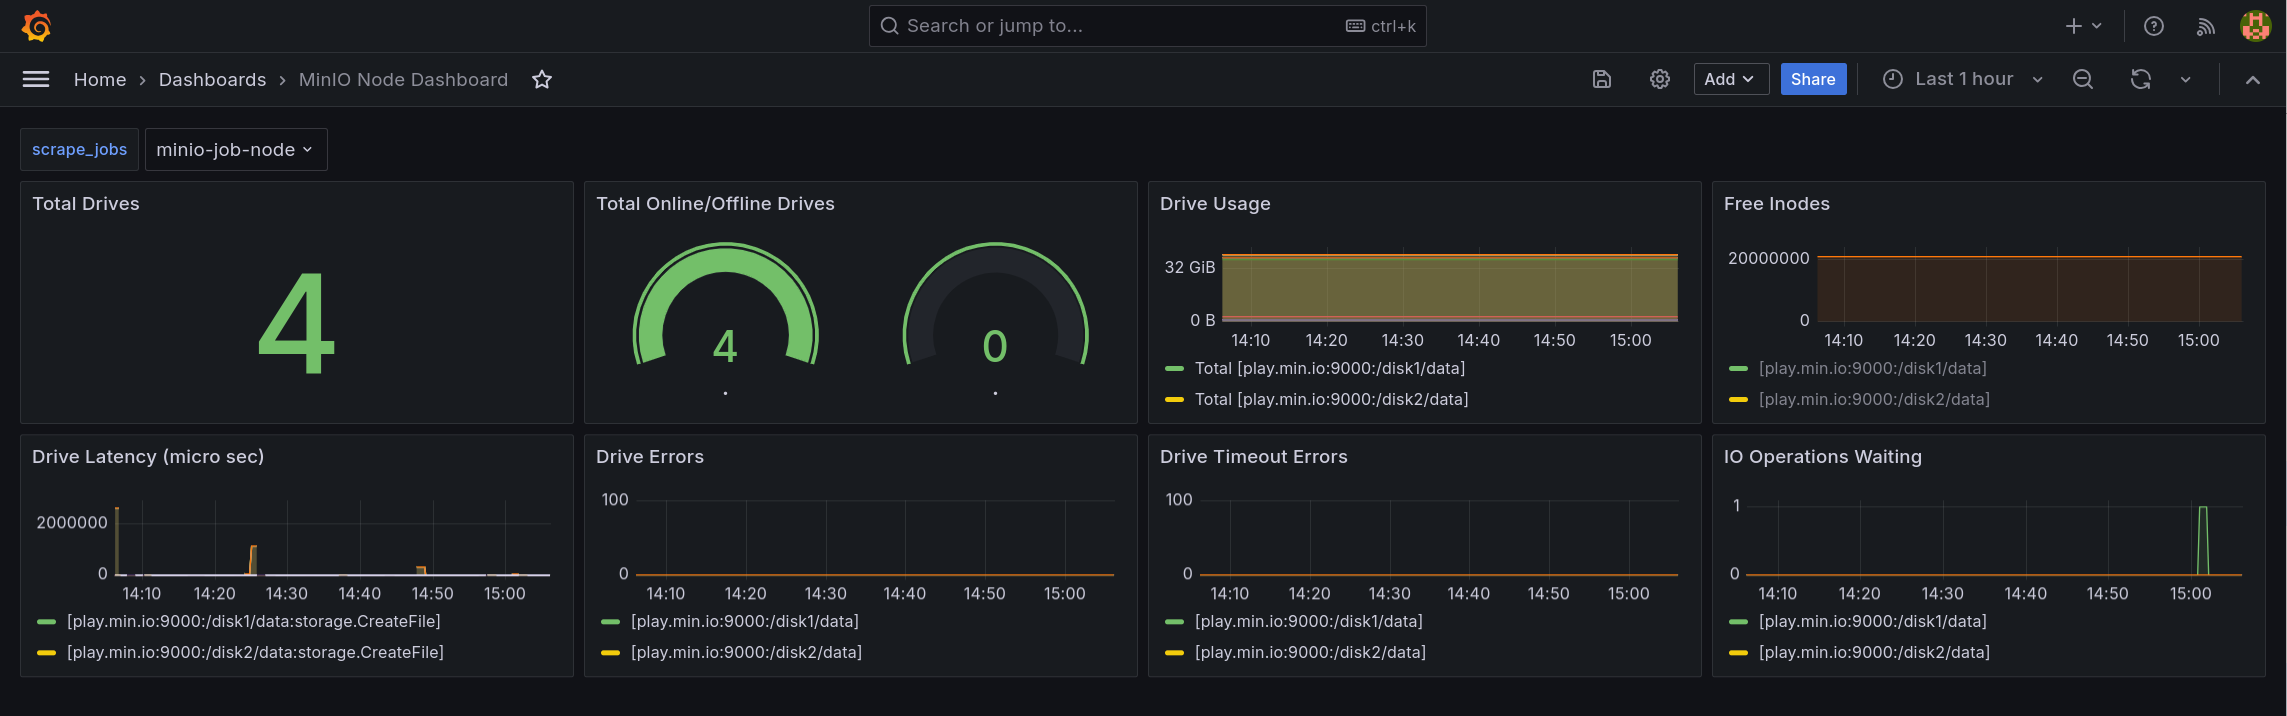 Search or jump to... ctrl+k
Home › Dashboards › MinIO Node Dashboard
Add Share Last 1 hour
scrape_jobs minio-job-node
Total Drives
4
Total Online/Offline Drives
4 0
. .
Drive Usage
32 GiB
0 B
14:10 14:20 14:30 14:40 14:50 15:00
Total [play.min.io:9000:/disk1/data]
Total [play.min.io:9000:/disk2/data]
Free Inodes
20000000
0
14:10 14:20 14:30 14:40 14:50 15:00
[play.min.io:9000:/disk1/data]
[play.min.io:9000:/disk2/data]
Drive Latency (micro sec)
2000000
0
14:10 14:20 14:30 14:40 14:50 15:00
[play.min.io:9000:/disk1/data:storage.CreateFile]
[play.min.io:9000:/disk2/data:storage.CreateFile]
Drive Errors
100
0
14:10 14:20 14:30 14:40 14:50 15:00
[play.min.io:9000:/disk1/data]
[play.min.io:9000:/disk2/data]
Drive Timeout Errors
100
0
14:10 14:20 14:30 14:40 14:50 15:00
[play.min.io:9000:/disk1/data]
[play.min.io:9000:/disk2/data]
IO Operations Waiting
1
0
14:10 14:20 14:30 14:40 14:50 15:00
[play.min.io:9000:/disk1/data]
[play.min.io:9000:/disk2/data]